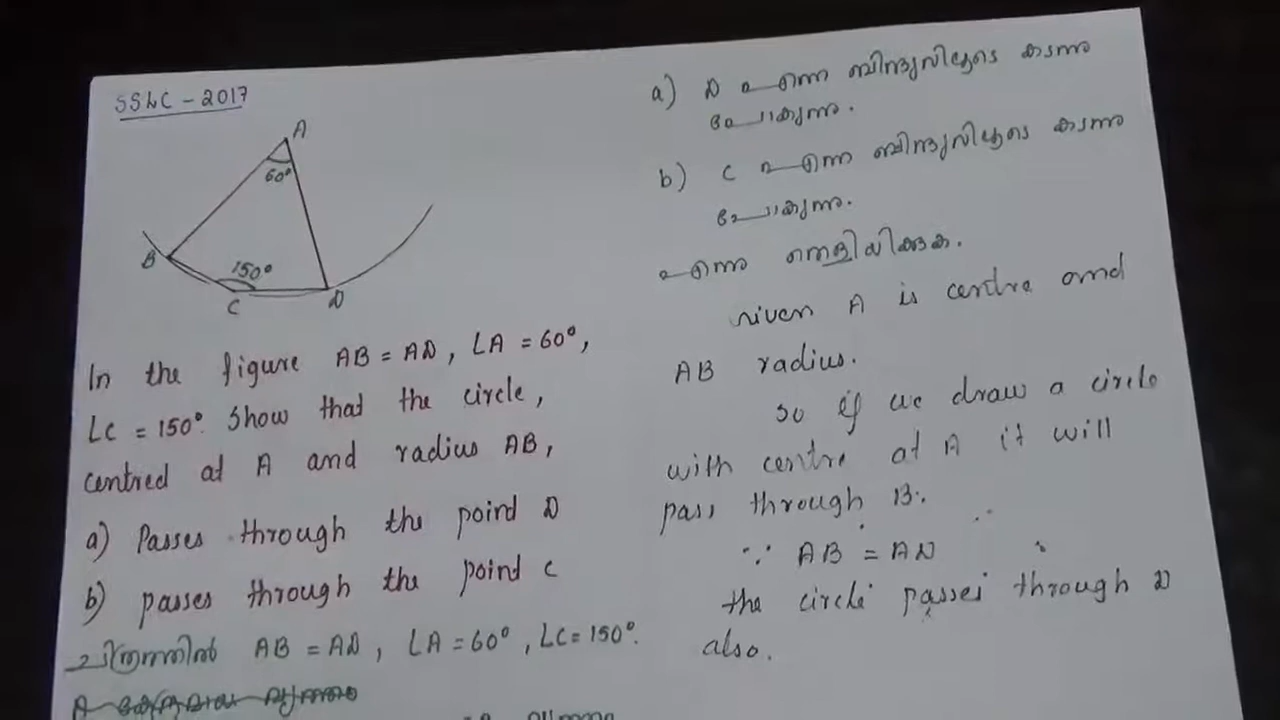 SSLC - 2017
A
60°
B
150°
C
D
In the figure AB = AD, ∠A = 60°,
∠C = 150°. Show that the circle,
centred at A and radius AB,
a) Passes through the point D
b) passes through the point C
ചിത്രത്തിൽ AB = AD, ∠A = 60°, ∠C = 150°.
a) D എന്ന ബിന്ദുവിലൂടെ കടന്നു
പോകുന്നു.
b) C എന്ന ബിന്ദുവിലൂടെ കടന്നു
പോകുന്നു.
എന്നു തെളിയിക്കുക.
Given A is centre and
AB radius.
So if we draw a circle
with centre at A it will
pass through B.
∵ AB = AD
the circle passes through D
also.